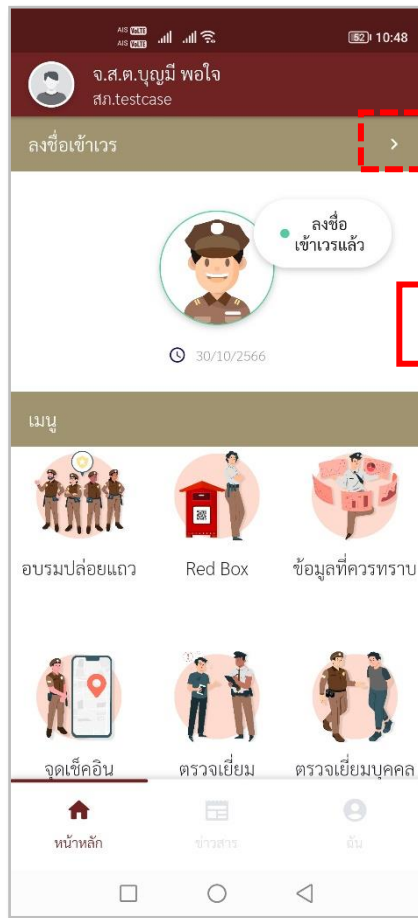 AIS VoLTE
AIS VoLTE
52
10:48
จ.ส.ต.บุญมี พอใจ
สภ.testcase
ลงชื่อเข้าเวร
ลงชื่อ
เข้าเวรแล้ว
30/10/2566
เมนู
อบรมปล่อยแถว
Red Box
ข้อมูลที่ควรทราบ
จุดเช็คอิน
ตรวจเยี่ยม
ตรวจเยี่ยมบุคคล
หน้าหลัก
ข่าวสาร
ฉัน